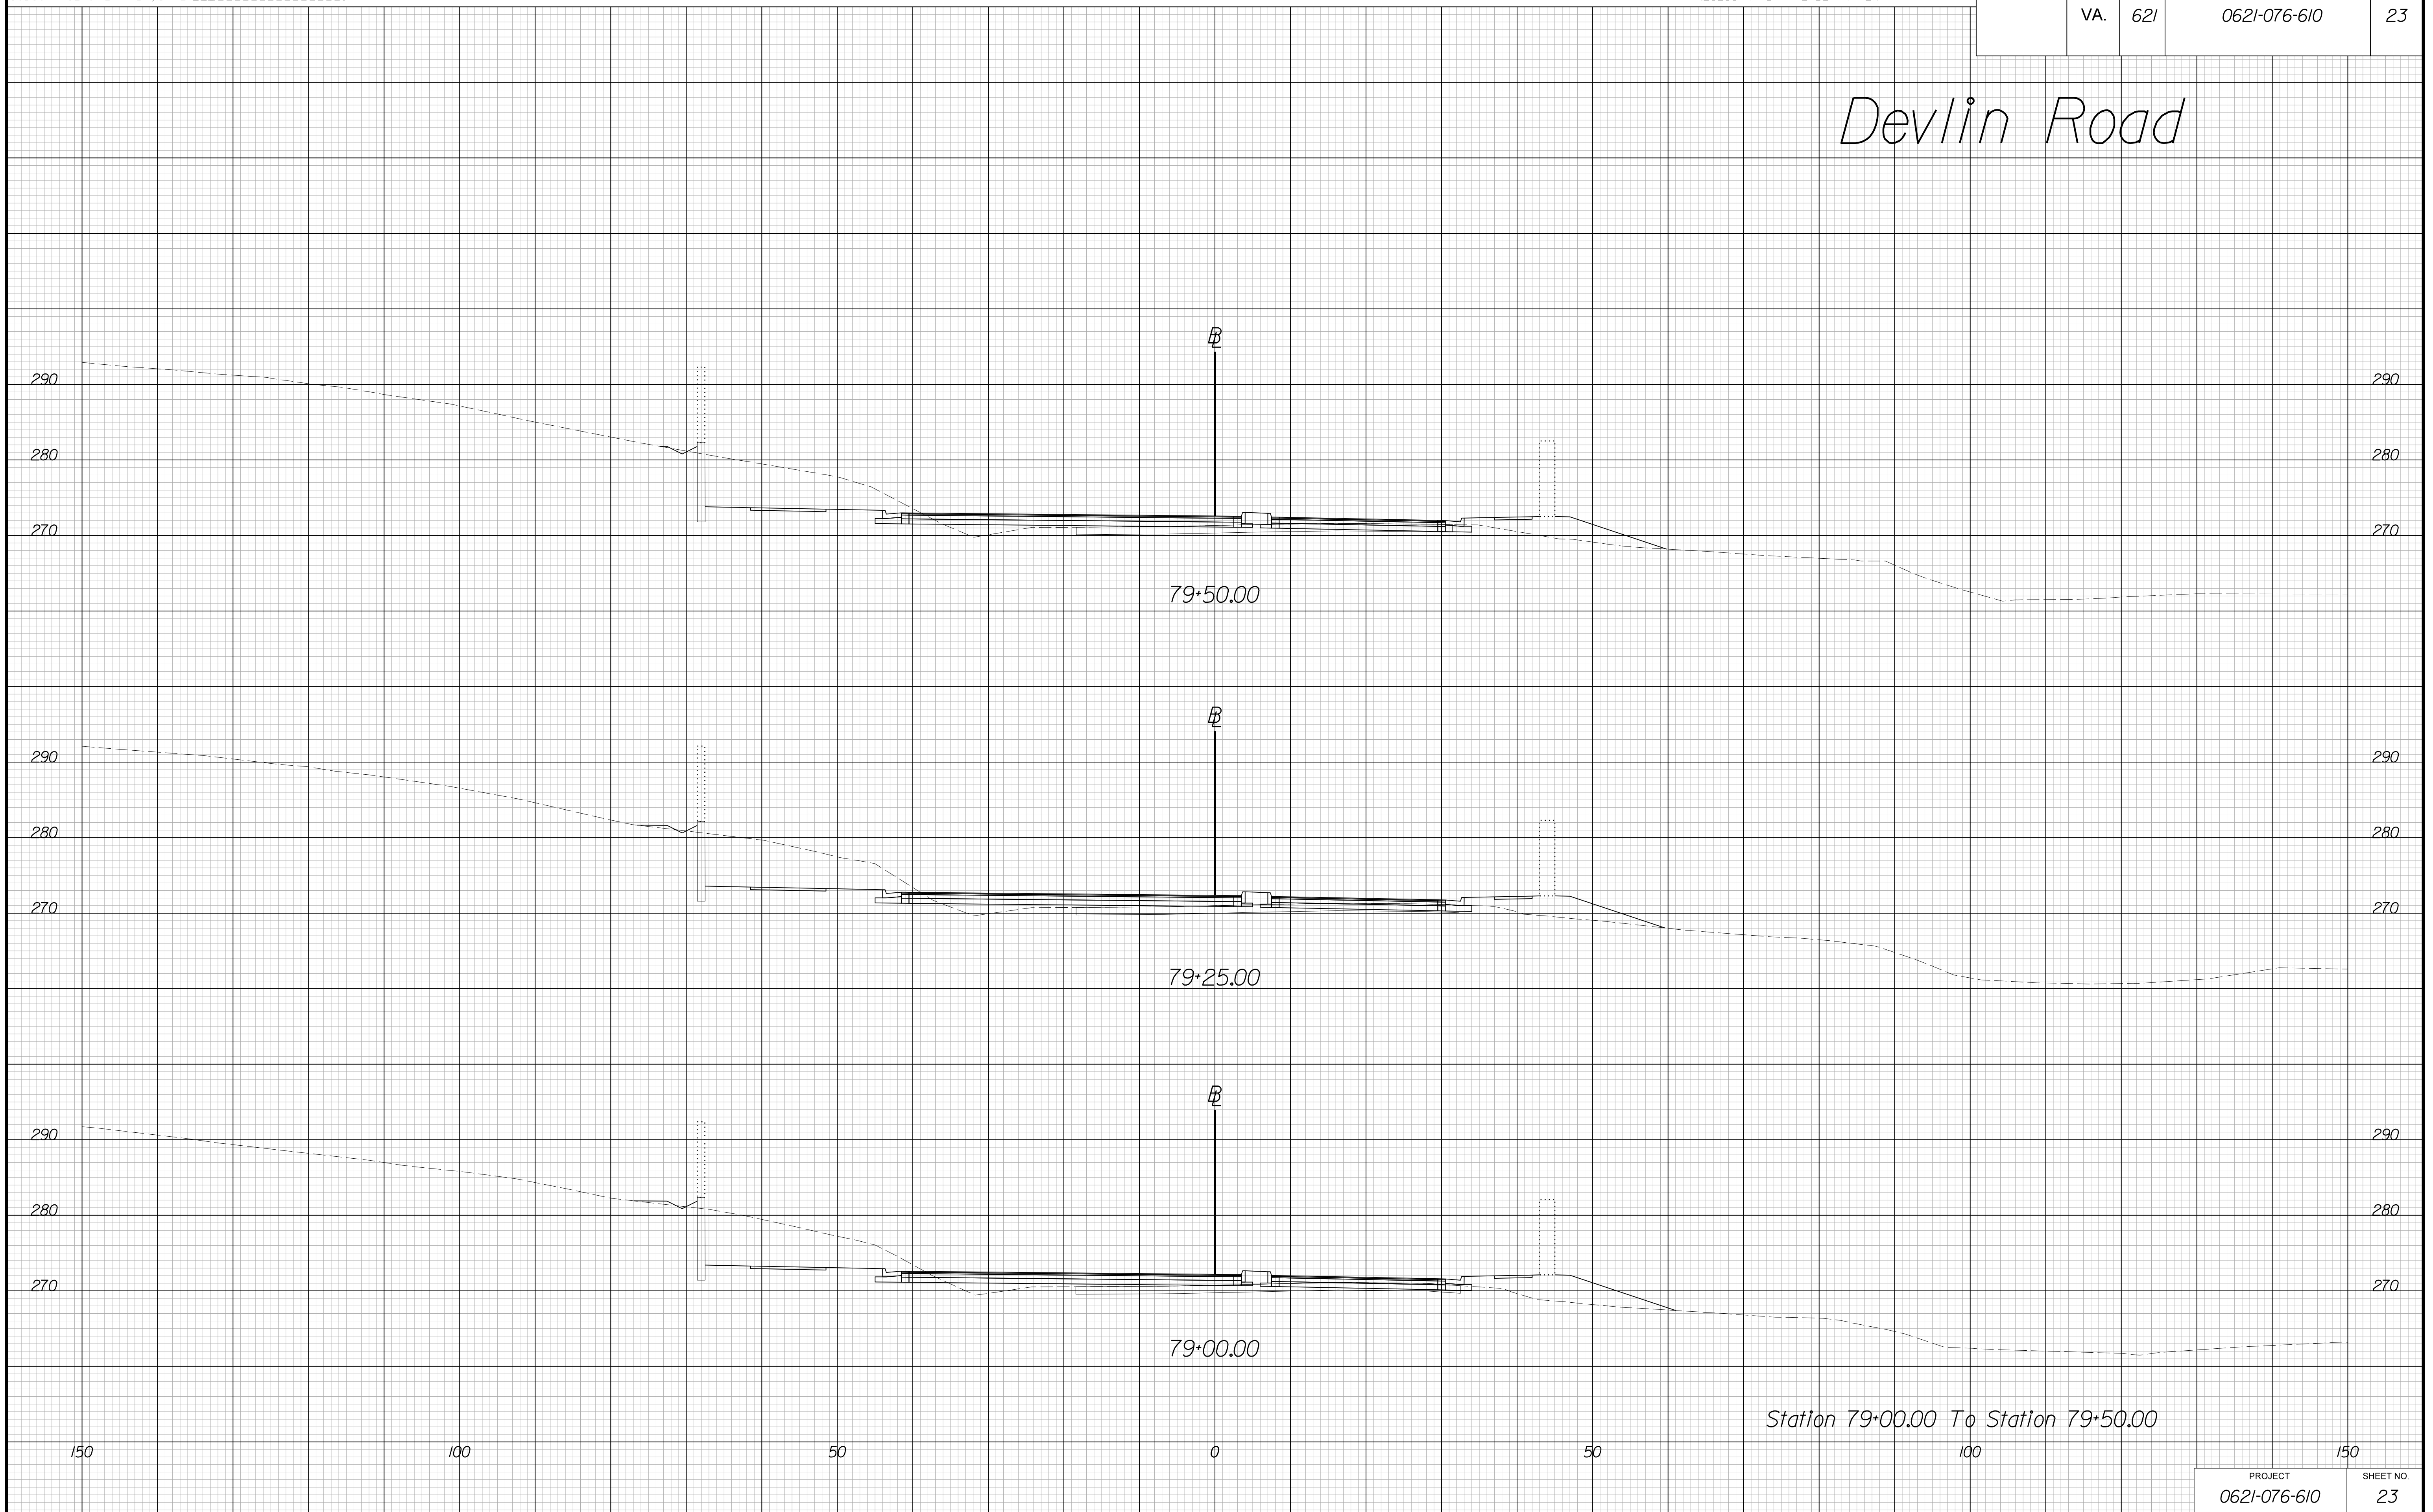 VA. 621 0621-076-610 23
Devlin Road
BL
290 290
280 280
270 270
79+50.00
BL
290 290
280 280
270 270
79+25.00
BL
290 290
280 280
270 270
79+00.00
Station 79+00.00 To Station 79+50.00
150 100 50 0 50 100 150
PROJECT SHEET NO.
0621-076-610 23